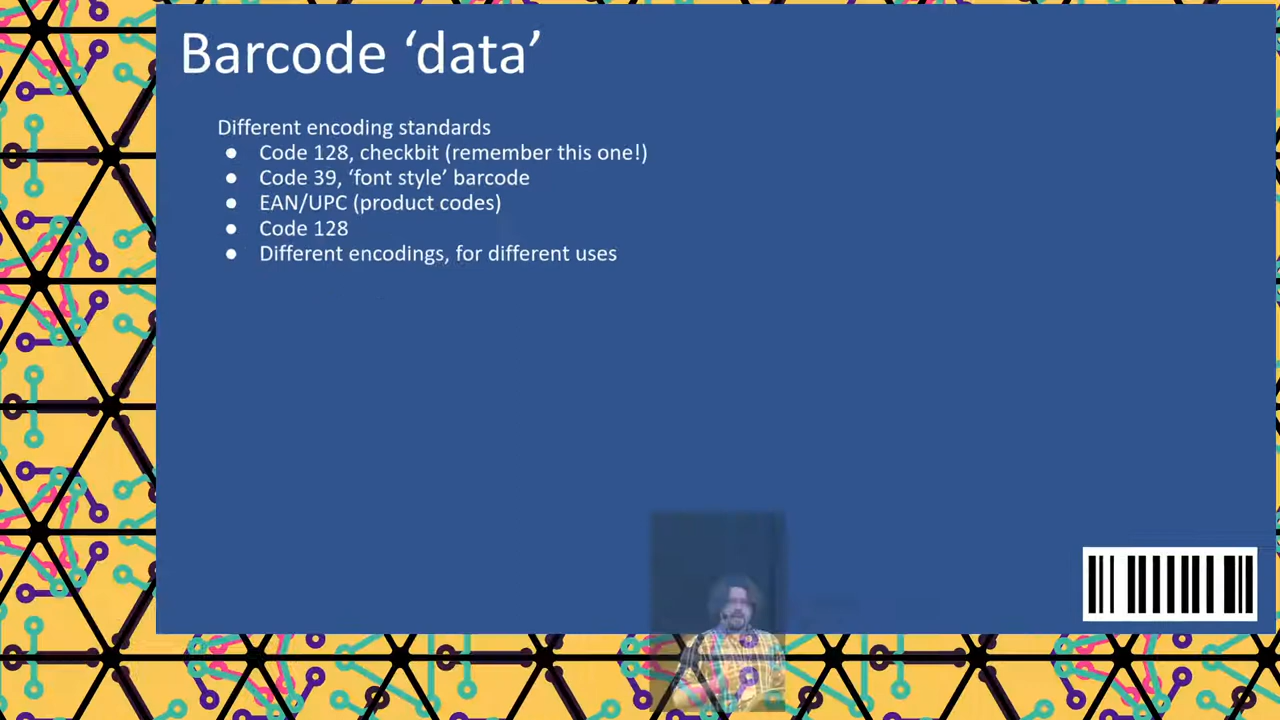 Barcode ‘data’
Different encoding standards
● Code 128, checkbit (remember this one!)
● Code 39, ‘font style’ barcode
● EAN/UPC (product codes)
● Code 128
● Different encodings, for different uses